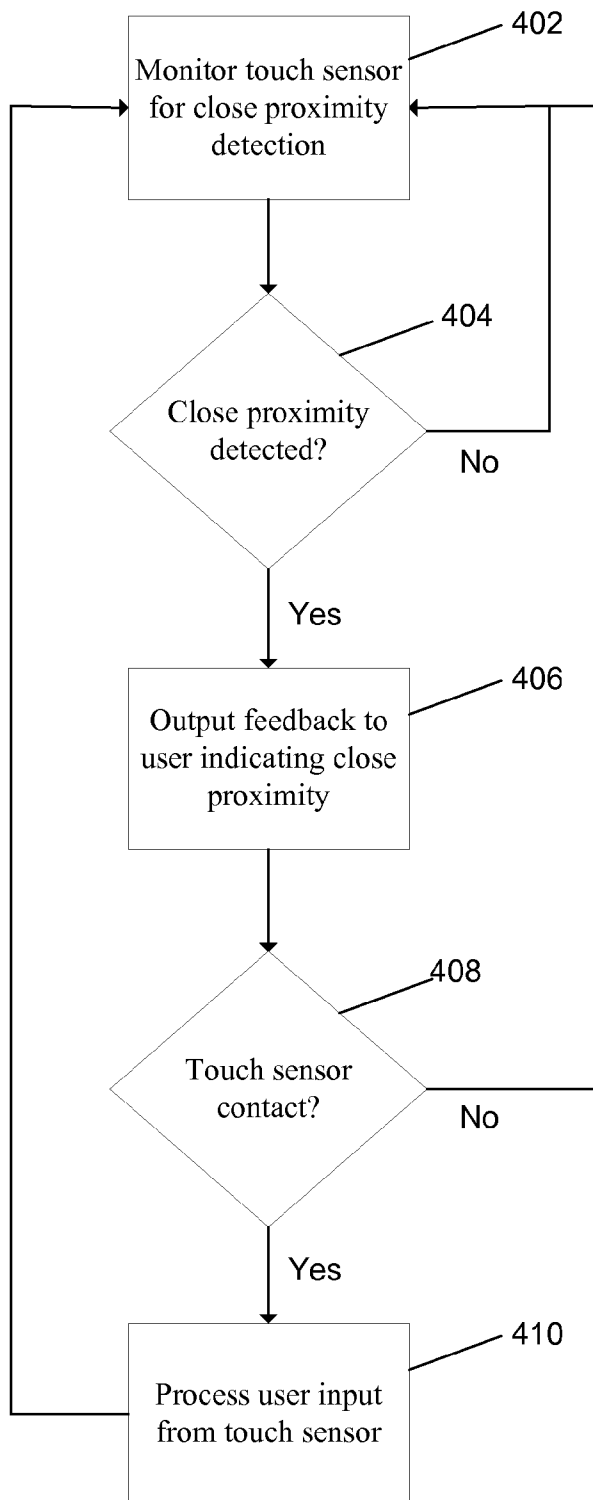 402
Monitor touch sensor
for close proximity
detection
404
Close proximity
detected?
No
Yes
406
Output feedback to
user indicating close
proximity
408
Touch sensor
contact?
No
Yes
410
Process user input
from touch sensor